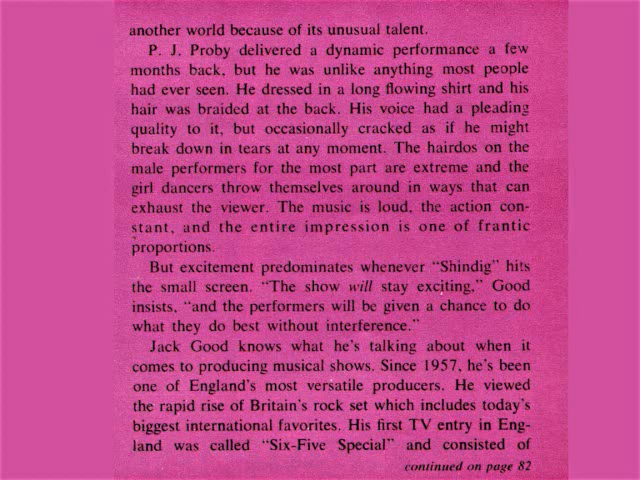 another world because of its unusual talent.
P. J. Proby delivered a dynamic performance a few
months back, but he was unlike anything most people
had ever seen. He dressed in a long flowing shirt and his
hair was braided at the back. His voice had a pleading
quality to it, but occasionally cracked as if he might
break down in tears at any moment. The hairdos on the
male performers for the most part are extreme and the
girl dancers throw themselves around in ways that can
exhaust the viewer. The music is loud, the action con-
stant, and the entire impression is one of frantic
proportions.
But excitement predominates whenever "Shindig" hits
the small screen. "The show will stay exciting," Good
insists, "and the performers will be given a chance to do
what they do best without interference."
Jack Good knows what he's talking about when it
comes to producing musical shows. Since 1957, he's been
one of England's most versatile producers. He viewed
the rapid rise of Britain's rock set which includes today's
biggest international favorites. His first TV entry in Eng-
land was called "Six-Five Special" and consisted of
continued on page 82